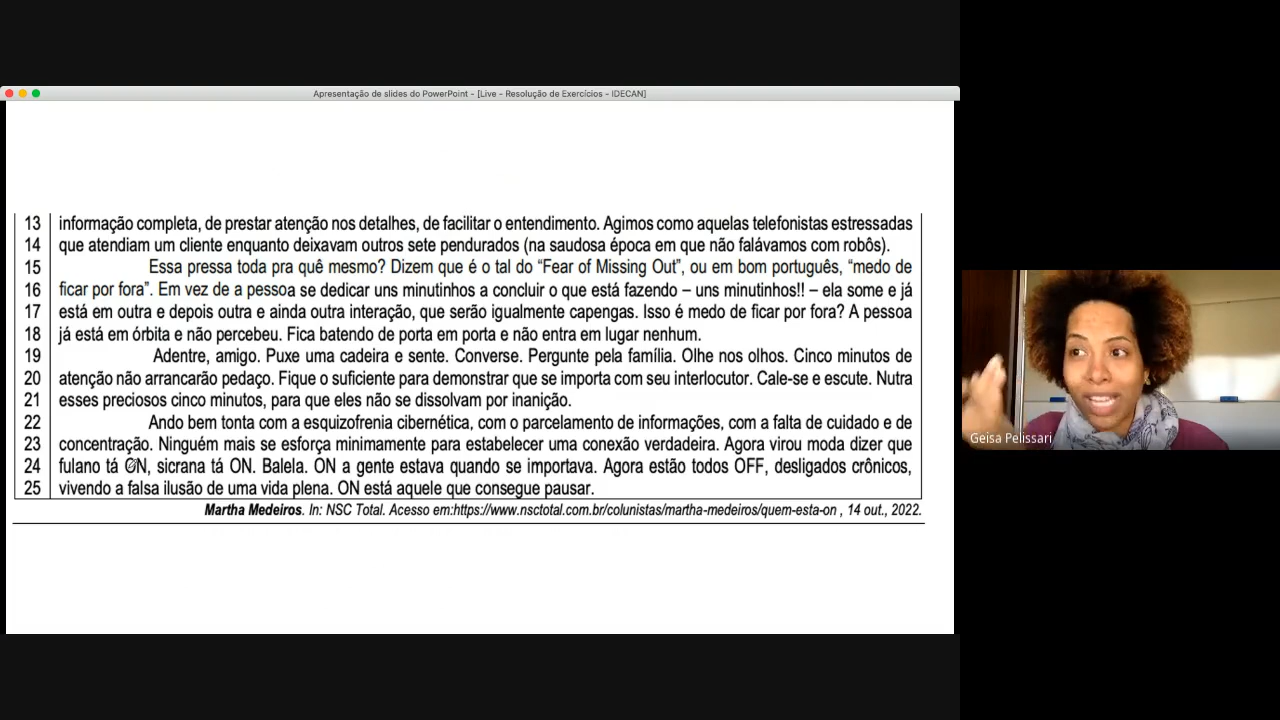 Apresentação de slides do PowerPoint - [Live - Resolução de Exercícios - IDECAN]
13 informação completa, de prestar atenção nos detalhes, de facilitar o entendimento. Agimos como aquelas telefonistas estressadas
14 que atendiam um cliente enquanto deixavam outros sete pendurados (na saudosa época em que não falávamos com robôs).
15 Essa pressa toda pra quê mesmo? Dizem que é o tal do “Fear of Missing Out”, ou em bom português, “medo de
16 ficar por fora”. Em vez de a pessoa se dedicar uns minutinhos a concluir o que está fazendo – uns minutinhos!! – ela some e já
17 está em outra e depois outra e ainda outra interação, que serão igualmente capengas. Isso é medo de ficar por fora? A pessoa
18 já está em órbita e não percebeu. Fica batendo de porta em porta e não entra em lugar nenhum.
19 Adentre, amigo. Puxe uma cadeira e sente. Converse. Pergunte pela família. Olhe nos olhos. Cinco minutos de
20 atenção não arrancarão pedaço. Fique o suficiente para demonstrar que se importa com seu interlocutor. Cale-se e escute. Nutra
21 esses preciosos cinco minutos, para que eles não se dissolvam por inanição.
22 Ando bem tonta com a esquizofrenia cibernética, com o parcelamento de informações, com a falta de cuidado e de
23 concentração. Ninguém mais se esforça minimamente para estabelecer uma conexão verdadeira. Agora virou moda dizer que
24 fulano tá ON, sicrana tá ON. Balela. ON a gente estava quando se importava. Agora estão todos OFF, desligados crônicos,
25 vivendo a falsa ilusão de uma vida plena. ON está aquele que consegue pausar.
Martha Medeiros. In: NSC Total. Acesso em:https://www.nsctotal.com.br/colunistas/martha-medeiros/quem-esta-on , 14 out., 2022.
Geisa Pelissari